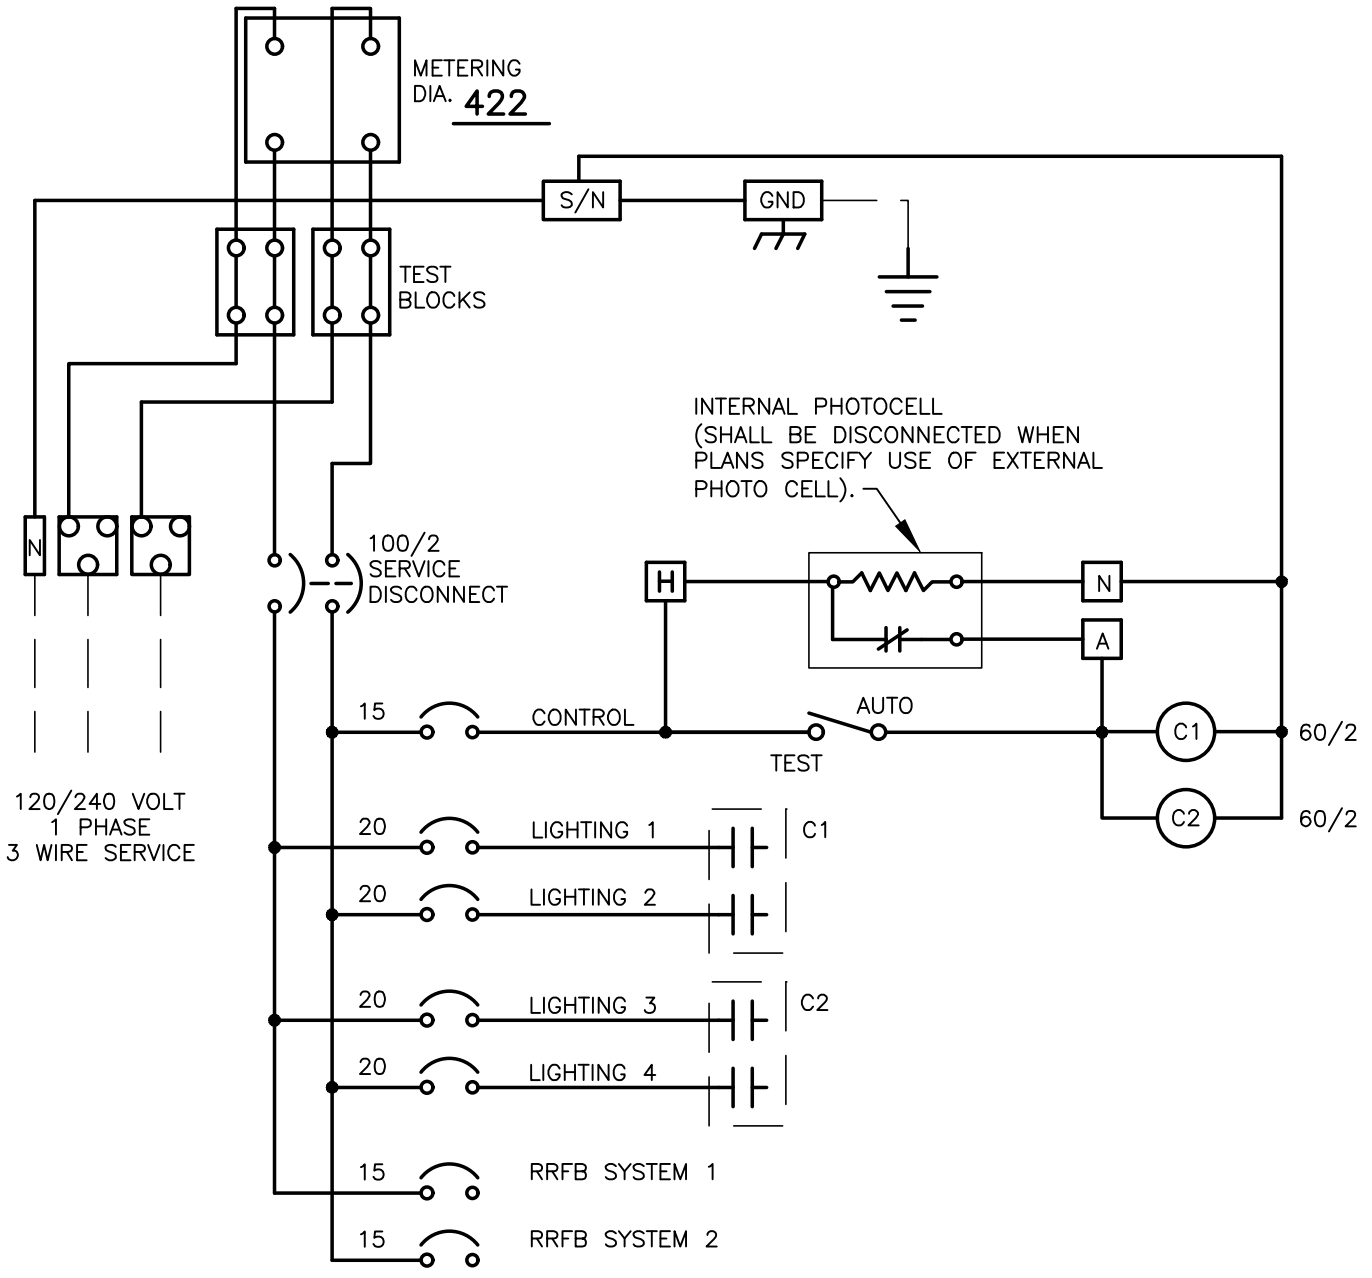 METERING
DIA. 422
S/N
GND
TEST
BLOCKS
INTERNAL PHOTOCELL
(SHALL BE DISCONNECTED WHEN
PLANS SPECIFY USE OF EXTERNAL
PHOTO CELL).
N
100/2
SERVICE
DISCONNECT
H
N
A
120/240 VOLT
1 PHASE
3 WIRE SERVICE
15
CONTROL
AUTO
TEST
C1
60/2
C2
60/2
20
LIGHTING 1
C1
20
LIGHTING 2
20
LIGHTING 3
C2
20
LIGHTING 4
15
RRFB SYSTEM 1
15
RRFB SYSTEM 2